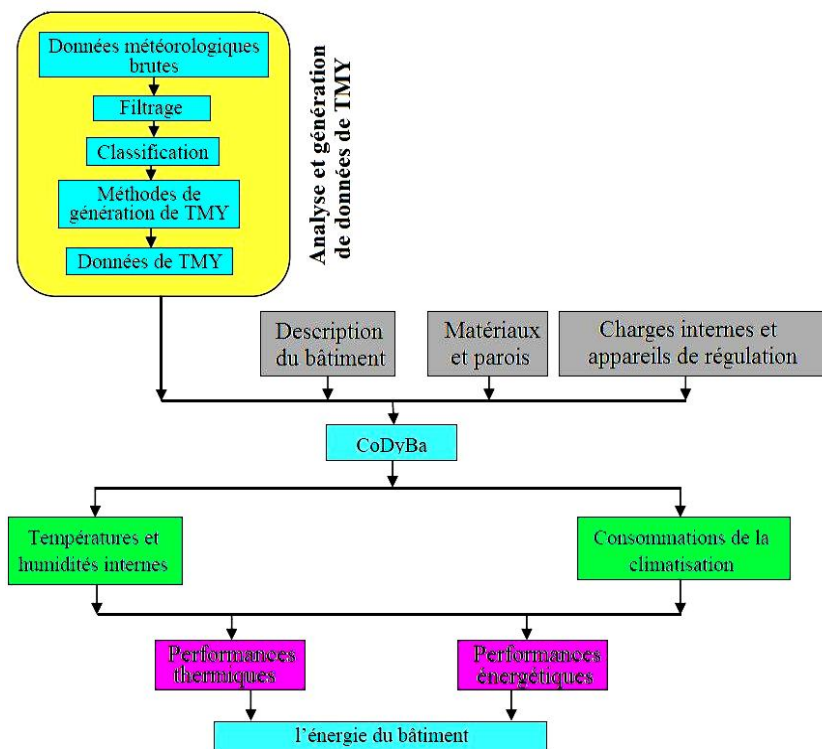 Données météorologiques
brutes
Filtrage
Classification
Méthodes de
génération de TMY
Données de TMY
Analyse et génération
de données de TMY
Description
du bâtiment
Matériaux
et parois
Charges internes et
appareils de régulation
CoDyBa
Températures et
humidités internes
Consommations de la
climatisation
Performances
thermiques
Performances
énergétiques
l'énergie du bâtiment